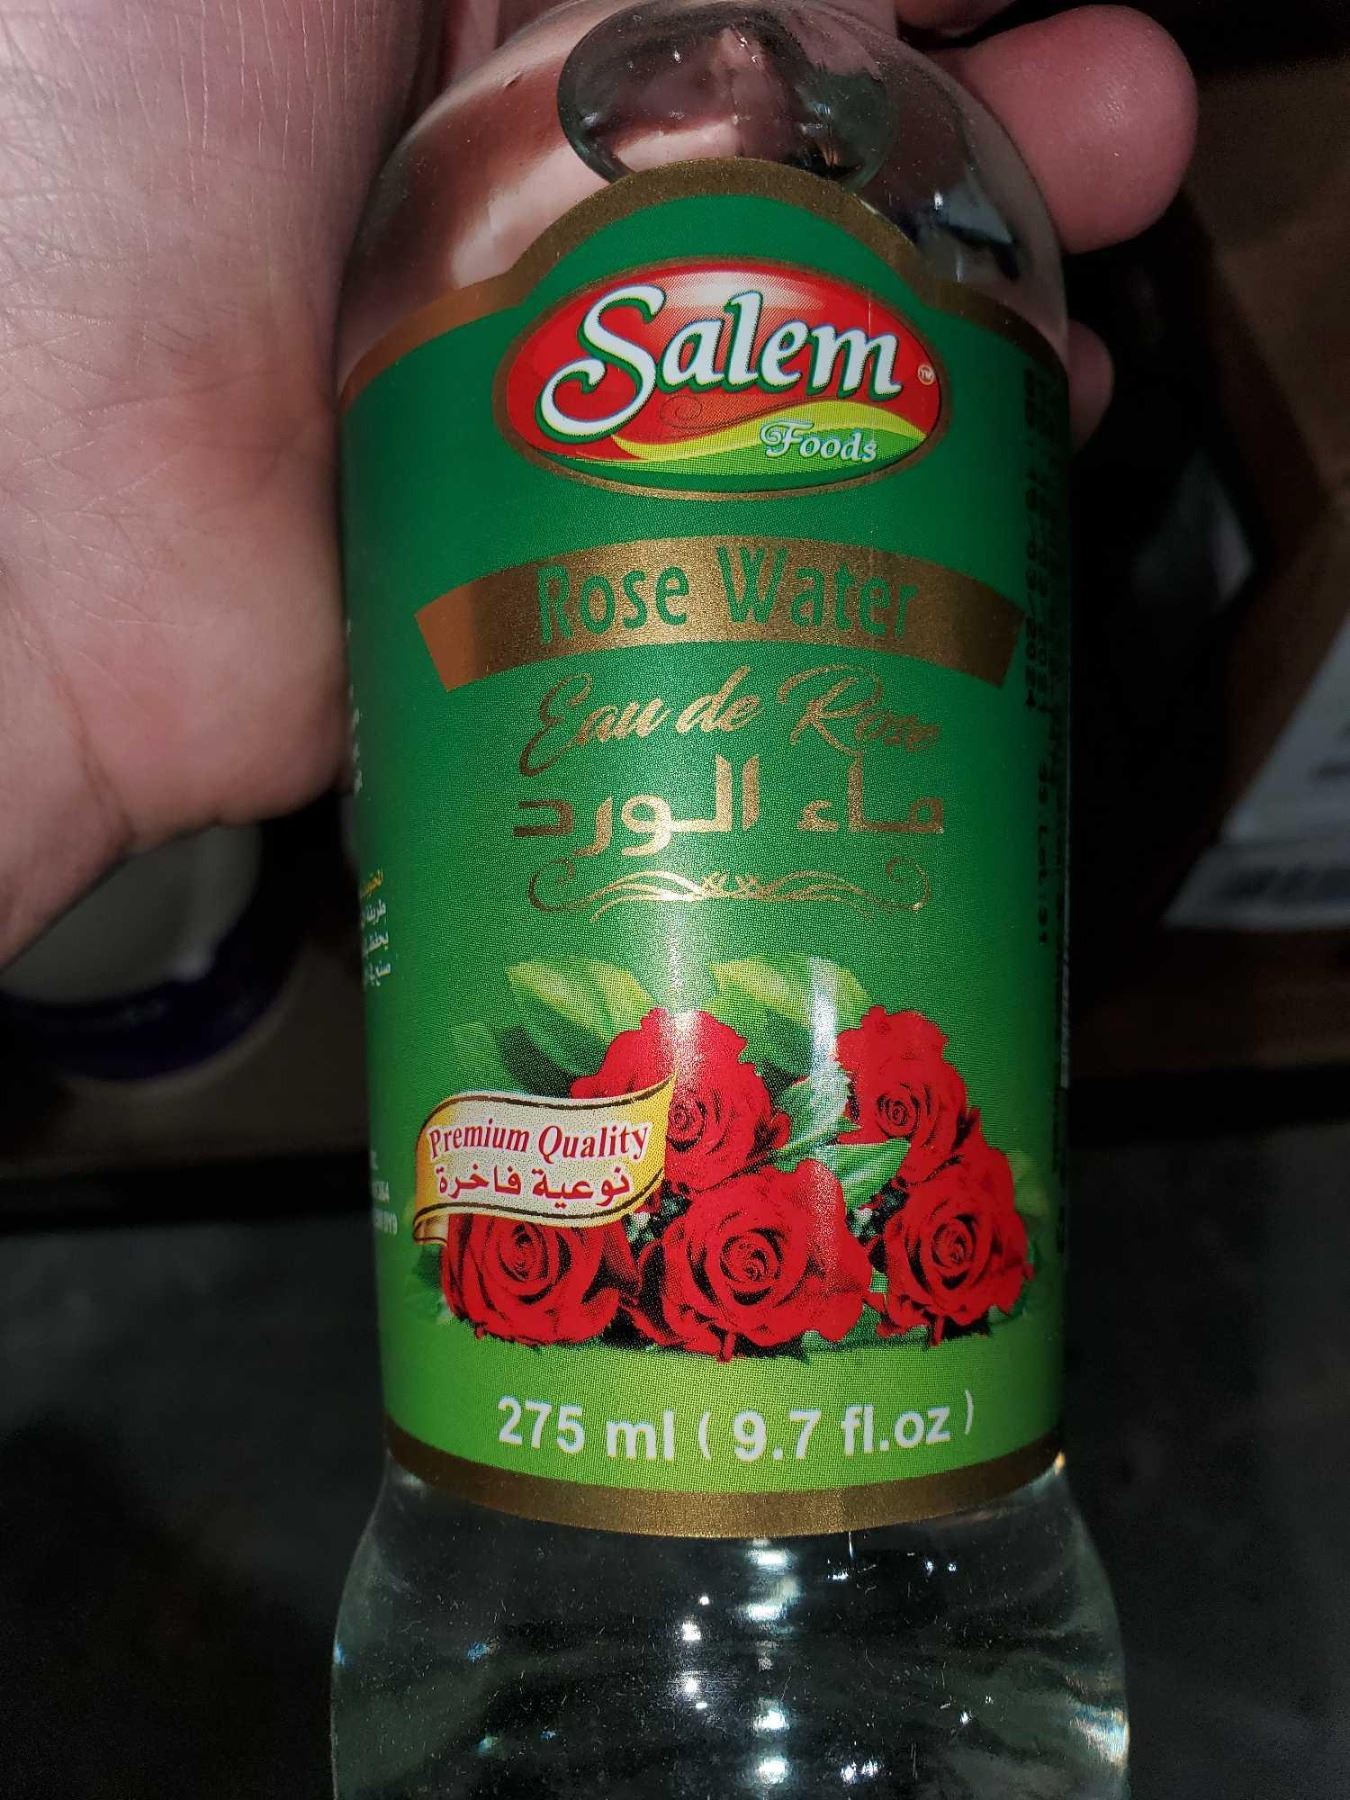 Salem
TM
Foods
Rose Water
Eau de Rose
ماء الورد
Premium Quality
نوعية فاخرة
275 ml ( 9.7 fl.oz )